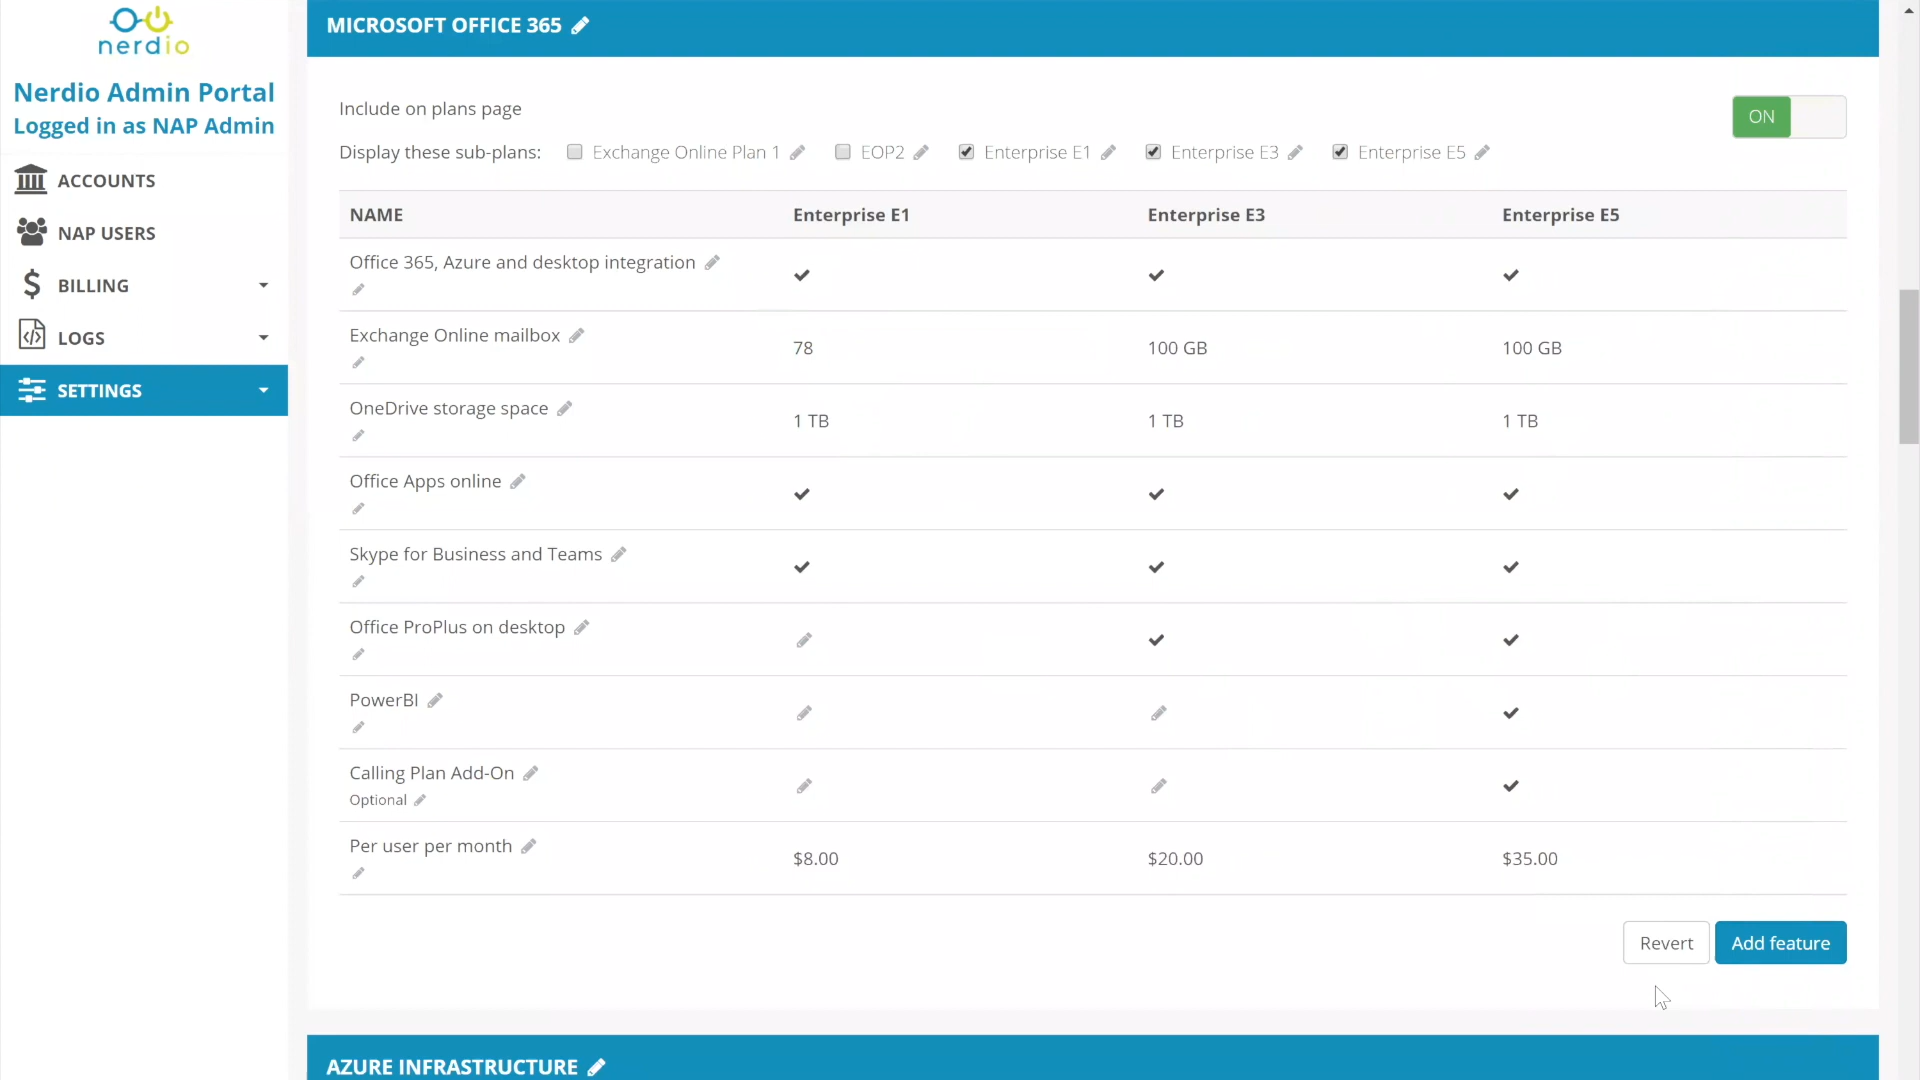 nerdio
Nerdio Admin Portal
Logged in as NAP Admin
ACCOUNTS
NAP USERS
BILLING
LOGS
SETTINGS
MICROSOFT OFFICE 365
Include on plans page
ON
Display these sub-plans: Exchange Online Plan 1 EOP2 Enterprise E1 Enterprise E3 Enterprise E5
NAME Enterprise E1 Enterprise E3 Enterprise E5
Office 365, Azure and desktop integration
Exchange Online mailbox
78 100 GB 100 GB
OneDrive storage space
1 TB 1 TB 1 TB
Office Apps online
Skype for Business and Teams
Office ProPlus on desktop
PowerBI
Calling Plan Add-On
Optional
Per user per month
$8.00 $20.00 $35.00
Revert Add feature
AZURE INFRASTRUCTURE